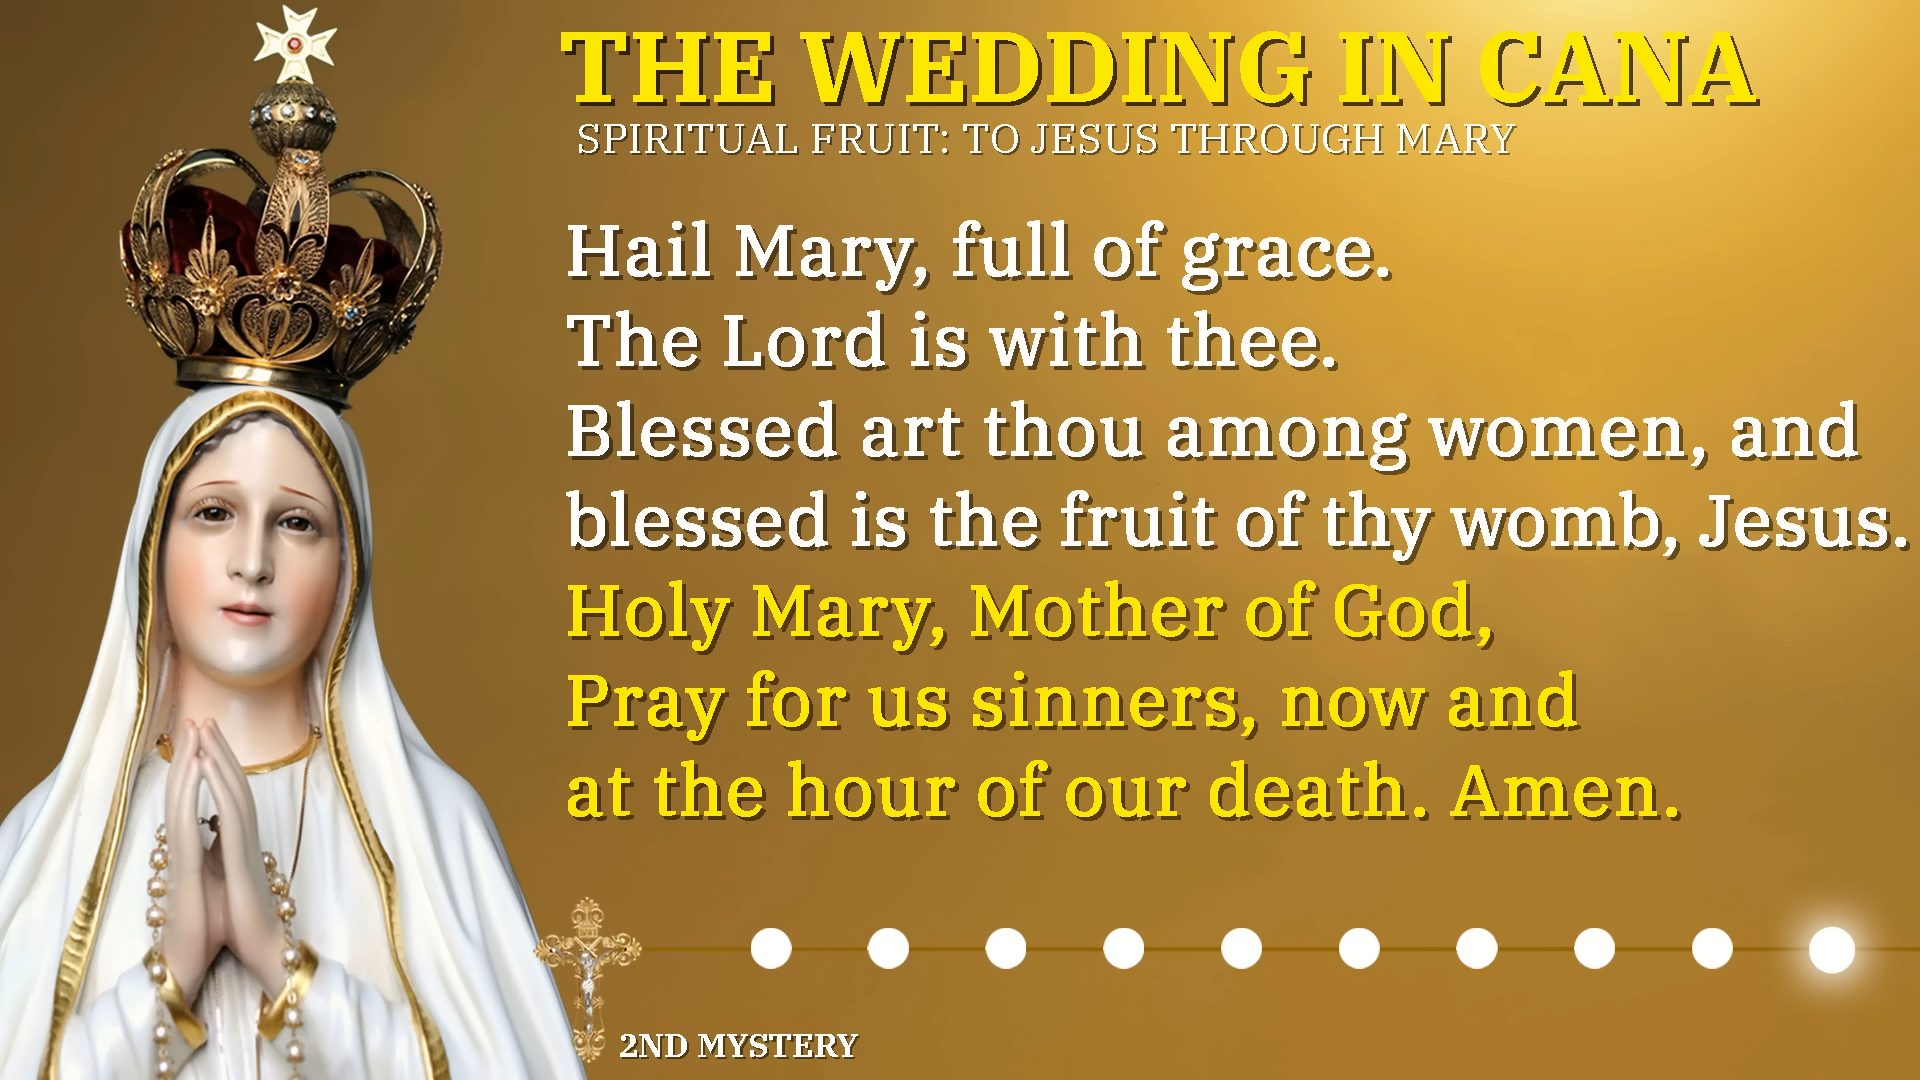 THE WEDDING IN CANA
SPIRITUAL FRUIT: TO JESUS THROUGH MARY
Hail Mary, full of grace.
The Lord is with thee.
Blessed art thou among women, and
blessed is the fruit of thy womb, Jesus.
Holy Mary, Mother of God,
Pray for us sinners, now and
at the hour of our death. Amen.
2ND MYSTERY